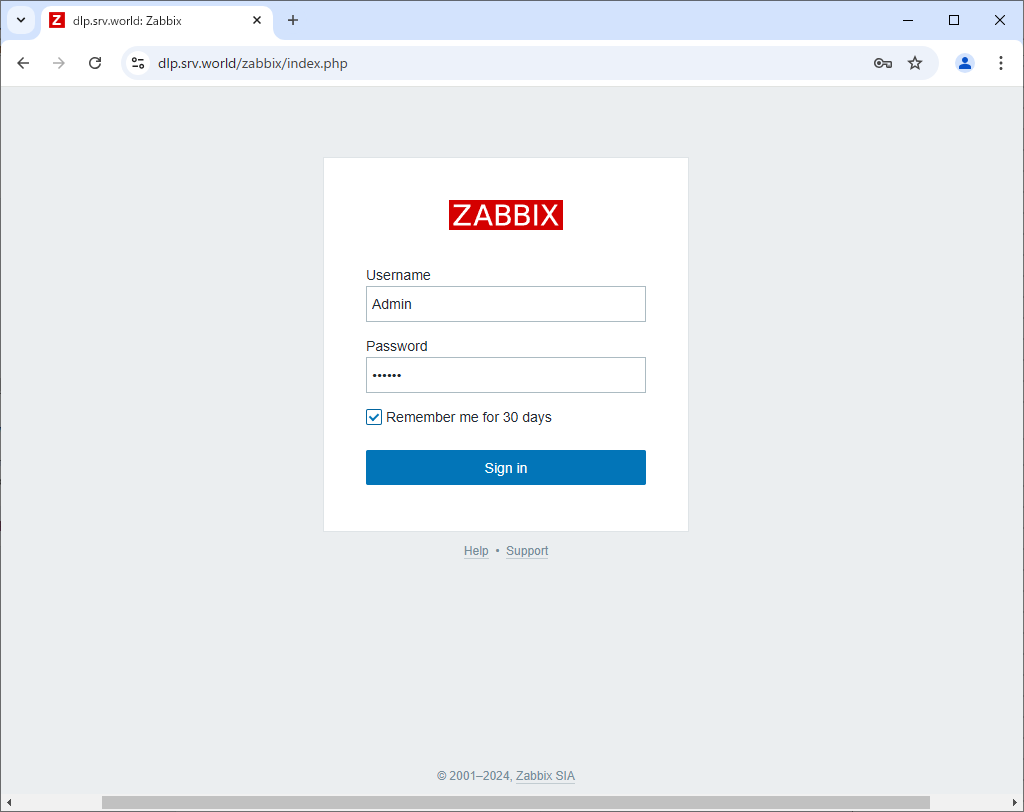 Z dlp.srv.world: Zabbix
dlp.srv.world/zabbix/index.php
ZABBIX
Username
Admin
Password
••••••
Remember me for 30 days
Sign in
Help • Support
© 2001–2024, Zabbix SIA